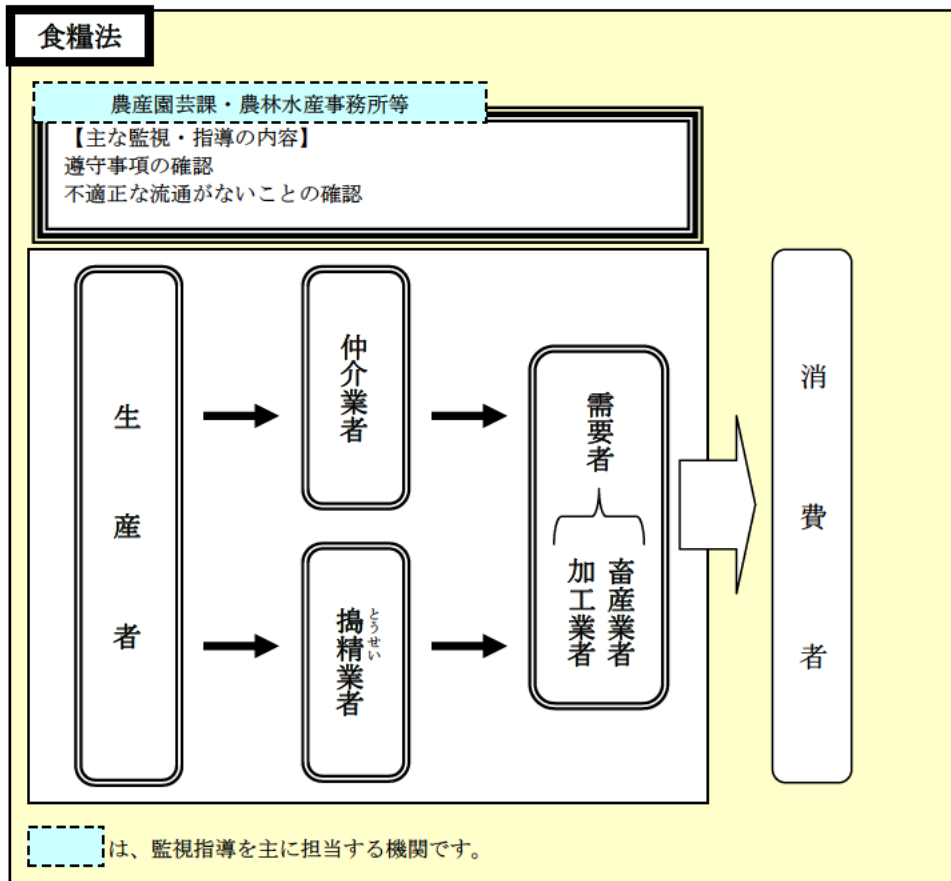 食糧法
農産園芸課・農林水産事務所等
【主な監視・指導の内容】
遵守事項の確認
不適正な流通がないことの確認
生産者
仲介業者
搗精業者
とうせい
需要者
畜産業者
加工業者
消費者
は、監視指導を主に担当する機関です。